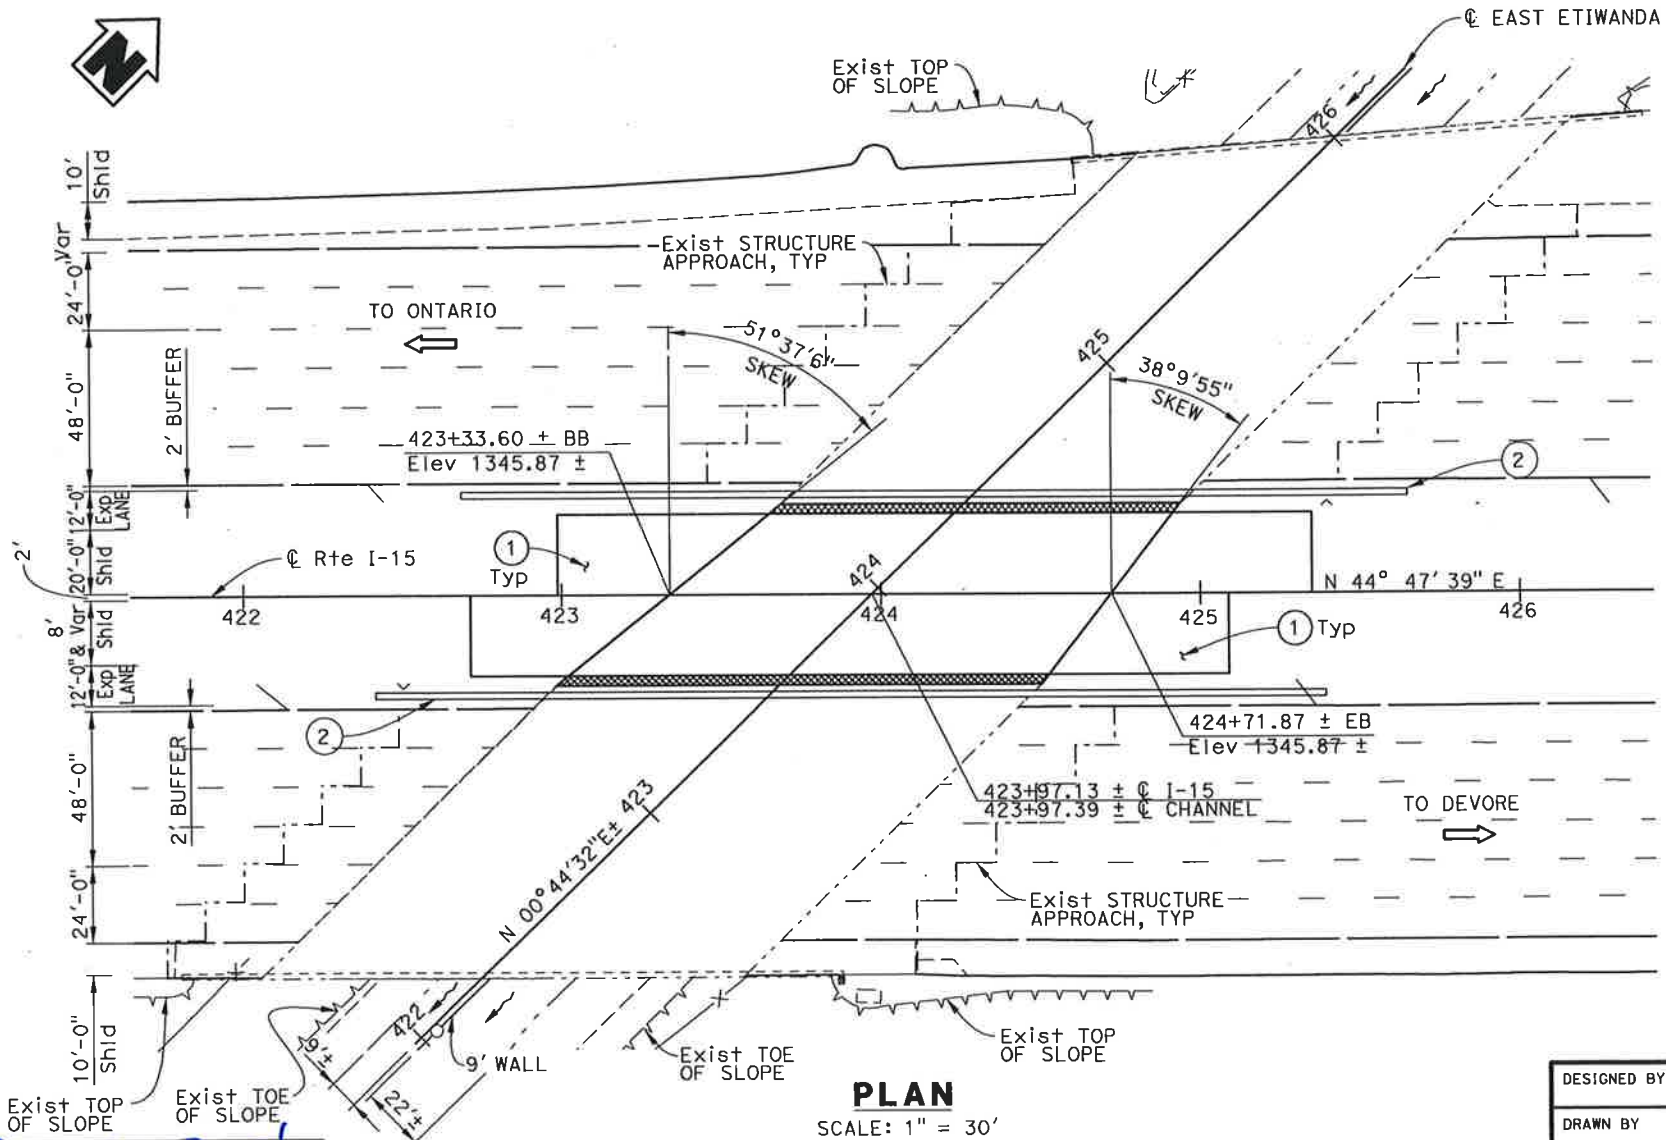 ℄ EAST ETIWANDA
N
Exist TOP
OF SLOPE
426
10'
Shld
Var
24'-0"
48'-0"
2' BUFFER
12'-0"
Exp
LANE
20'-0"
Shld
2'
8'
& Var
Shld
12'-0"
Exp
LANE
48'-0"
2' BUFFER
24'-0"
10'-0"
Shld
Exist STRUCTURE
APPROACH, TYP
TO ONTARIO
51°37'6"
SKEW
425
38°9'55"
SKEW
423+33.60 ± BB
Elev 1345.87 ±
2
℄ Rte I-15
1
Typ
424
N 44° 47' 39" E
422
423
424
425
426
1 Typ
2
424+71.87 ± EB
Elev 1345.87 ±
423+97.13 ± ℄ I-15
423+97.39 ± ℄ CHANNEL
TO DEVORE
423
N 00°44'32"E±
Exist STRUCTURE
APPROACH, TYP
422
9'±
22'±
9' WALL
Exist TOP
OF SLOPE
Exist TOE
OF SLOPE
Exist TOE
OF SLOPE
Exist TOP
OF SLOPE
PLAN
SCALE: 1" = 30'
DESIGNED BY
DRAWN BY